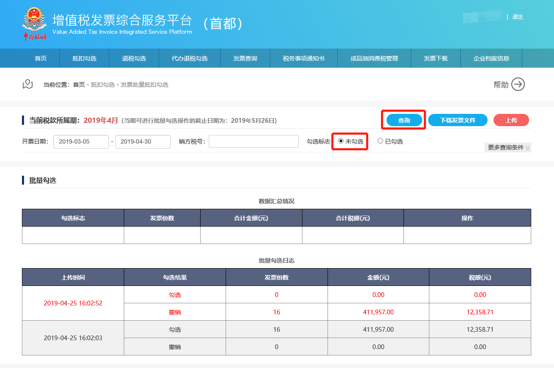 增值税发票综合服务平台 （首都）
Value Added Tax Invoice Integrated Service Platform
中国税务
退出
首页 抵扣勾选 退税勾选 代办退税勾选 发票查询 税务事项通知书 成品油消费税管理 发票下载 企业档案信息
当前位置：首页 - 抵扣勾选 - 发票批量抵扣勾选 帮助
当前税款所属期：2019年4月 (当期可进行批量勾选操作的截止日期为：2019年5月26日) 查询 下载发票文件 上传
开票日期： 2019-03-05 - 2019-04-30 销方税号： 勾选标志： 未勾选 已勾选
更多查询条件
批量勾选
数据汇总情况
勾选标志 发票份数 合计金额(元) 合计税额(元) 操作
批量勾选日志
上传时间 勾选结果 发票份数 金额(元) 税额(元)
2019-04-25 16:02:52 勾选 0 0.00 0.00
撤销 16 411,957.00 12,358.71
2019-04-25 16:02:03 勾选 16 411,957.00 12,358.71
撤销 0 0.00 0.00